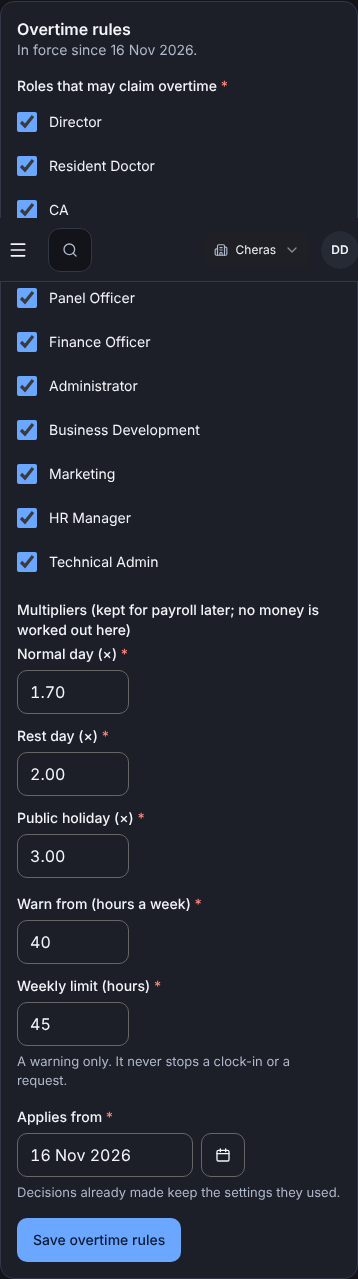 Overtime rules
In force since 16 Nov 2026.
Roles that may claim overtime *
Director
Resident Doctor
CA
Cheras
DD
Panel Officer
Finance Officer
Administrator
Business Development
Marketing
HR Manager
Technical Admin
Multipliers (kept for payroll later; no money is
worked out here)
Normal day (×) *
1.70
Rest day (×) *
2.00
Public holiday (×) *
3.00
Warn from (hours a week) *
40
Weekly limit (hours) *
45
A warning only. It never stops a clock-in or a
request.
Applies from *
16 Nov 2026
Decisions already made keep the settings they used.
Save overtime rules